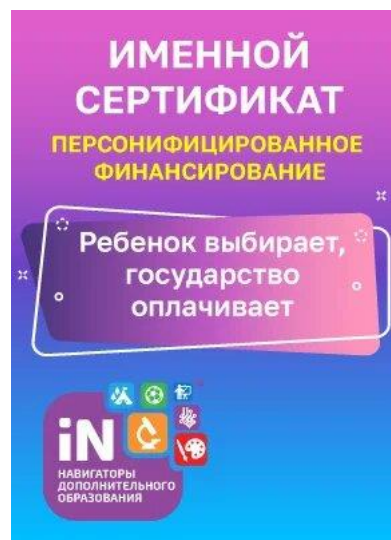 ИМЕННОЙ
СЕРТИФИКАТ
ПЕРСОНИФИЦИРОВАННОЕ
ФИНАНСИРОВАНИЕ
Ребенок выбирает,
государство
оплачивает
iN
НАВИГАТОРЫ
ДОПОЛНИТЕЛЬНОГО
ОБРАЗОВАНИЯ